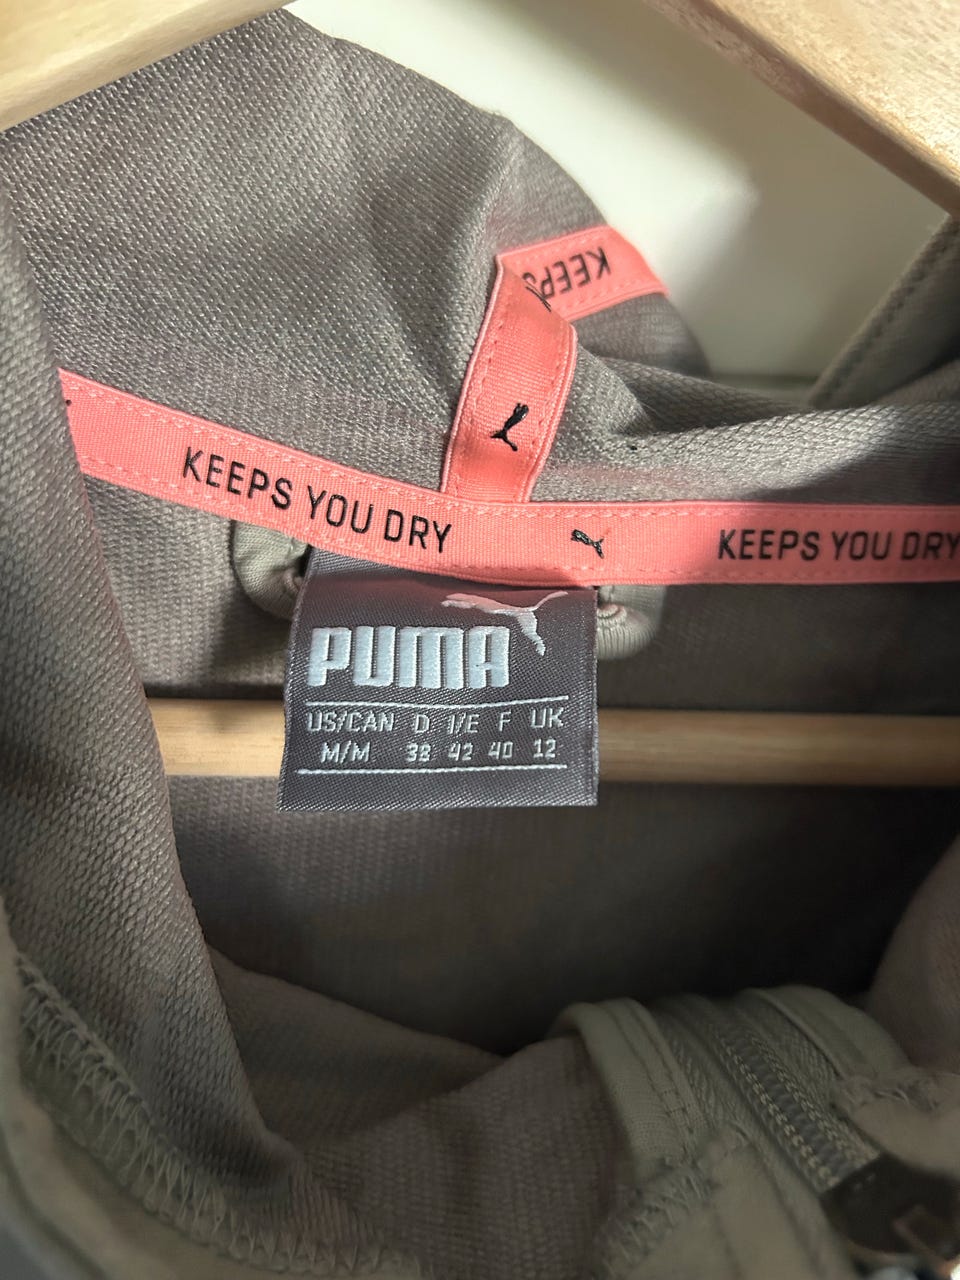 KEEPS
KEEPS YOU DRY
KEEPS YOU DRY
PUMA
US/CAN D I/E F UK
M/M 38 42 40 12